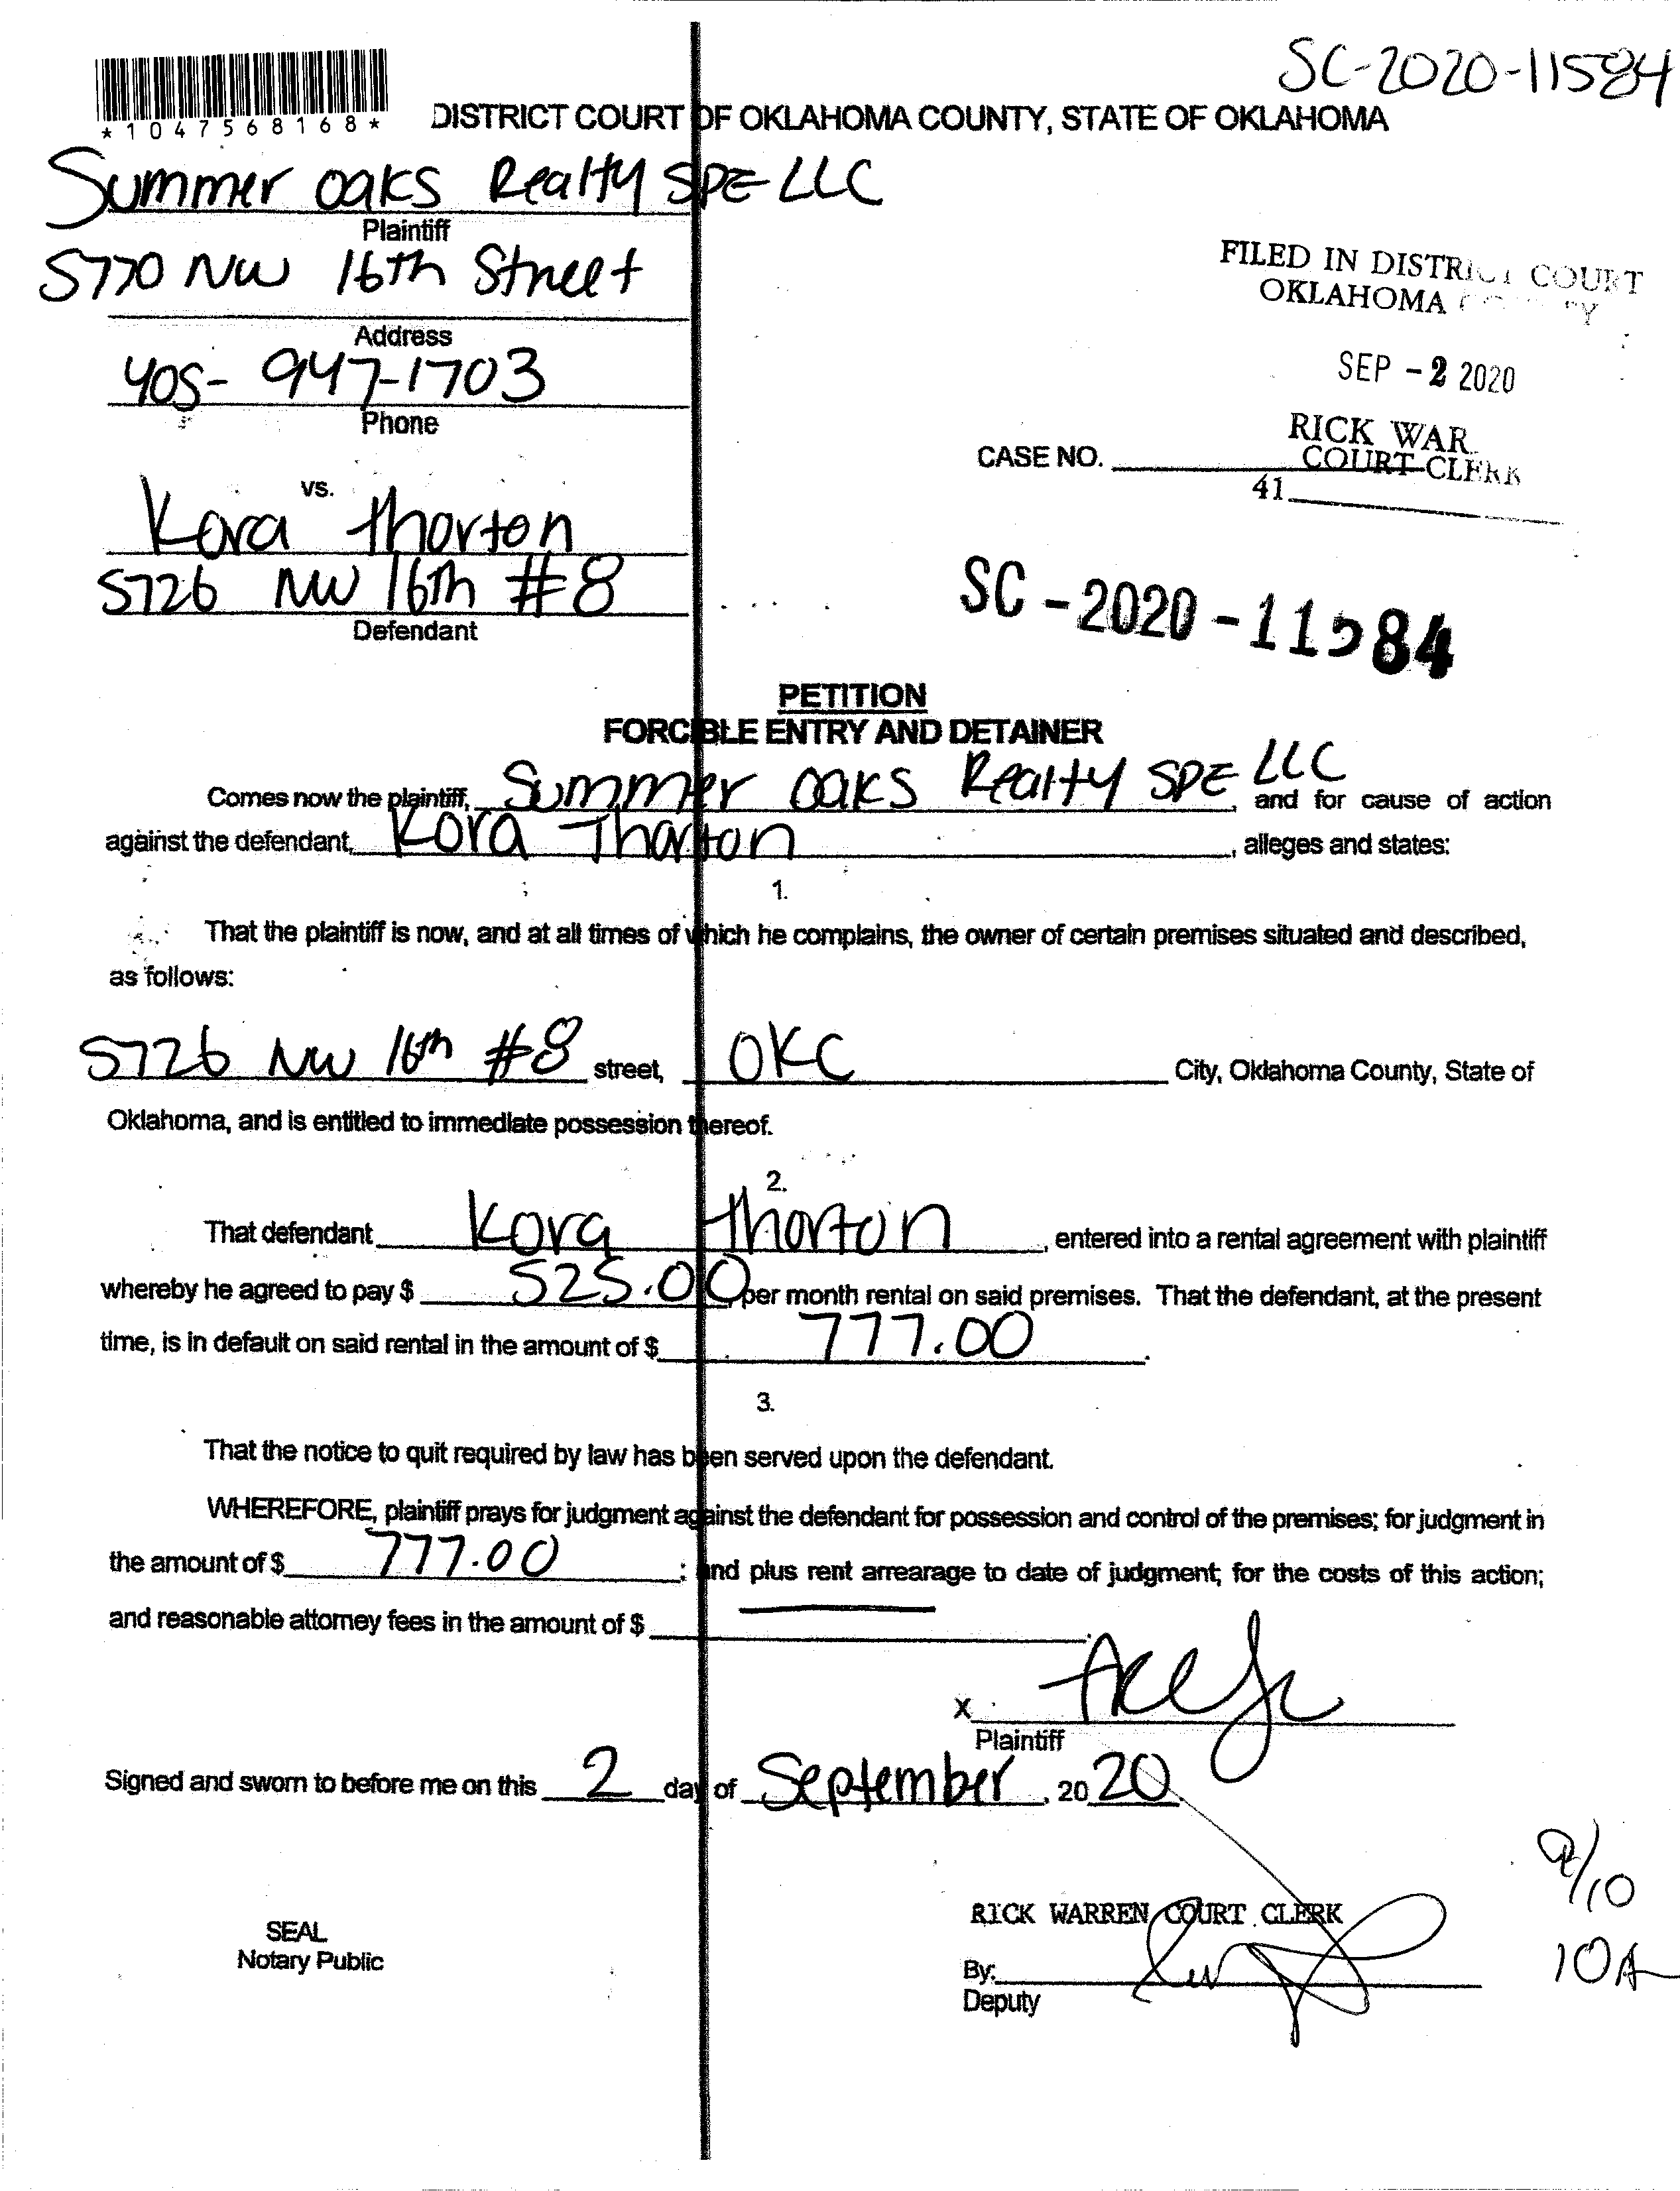 SC-2020-11584
*1047568168*
DISTRICT COURT OF OKLAHOMA COUNTY, STATE OF OKLAHOMA
Summer oaks Realty SPE LLC
Plaintiff
5770 NW 16th Street
Address
405-947-1703
Phone
FILED IN DISTRICT COURT
OKLAHOMA
SEP - 2 2020
RICK WAR
COURT CLERK
CASE NO.
41
vs.
Kora Thorton
5726 NW 16th #8
Defendant
SC-2020-11584
PETITION
FORCIBLE ENTRY AND DETAINER
Comes now the plaintiff, Summer oaks Realty SPE LLC, and for cause of action
against the defendant, Kora Thorton, alleges and states:
1.
That the plaintiff is now, and at all times of which he complains, the owner of certain premises situated and described,
as follows:
5726 NW 16th #8 street, OKC City, Oklahoma County, State of
Oklahoma, and is entitled to immediate possession thereof.
2.
That defendant Kora Thorton, entered into a rental agreement with plaintiff
whereby he agreed to pay $ 525.00 per month rental on said premises. That the defendant, at the present
time, is in default on said rental in the amount of $ 777.00.
3.
That the notice to quit required by law has been served upon the defendant.
WHEREFORE, plaintiff prays for judgment against the defendant for possession and control of the premises; for judgment in
the amount of $ 777.00; and plus rent arrearage to date of judgment; for the costs of this action;
and reasonable attorney fees in the amount of $
X
Plaintiff
Signed and sworn to before me on this 2 day of September, 2020
9/10
10A
RICK WARREN COURT CLERK
SEAL
Notary Public
By:
Deputy